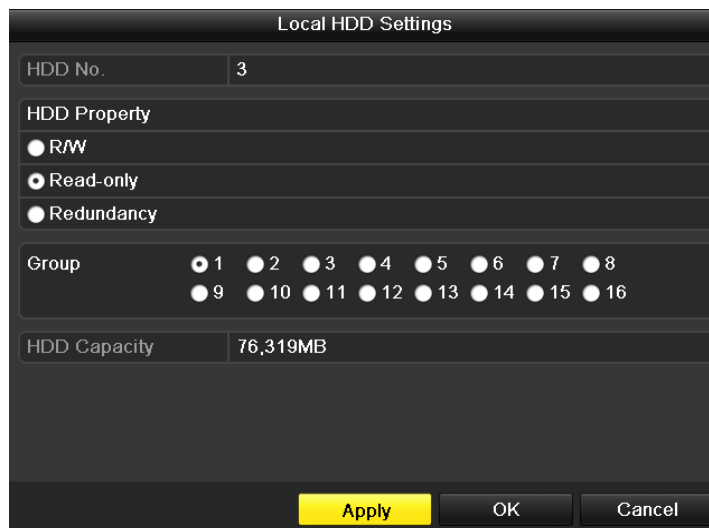 Local HDD Settings
HDD No. 3
HDD Property
R/W
Read-only
Redundancy
Group 1 2 3 4 5 6 7 8
9 10 11 12 13 14 15 16
HDD Capacity 76,319MB
Apply OK Cancel